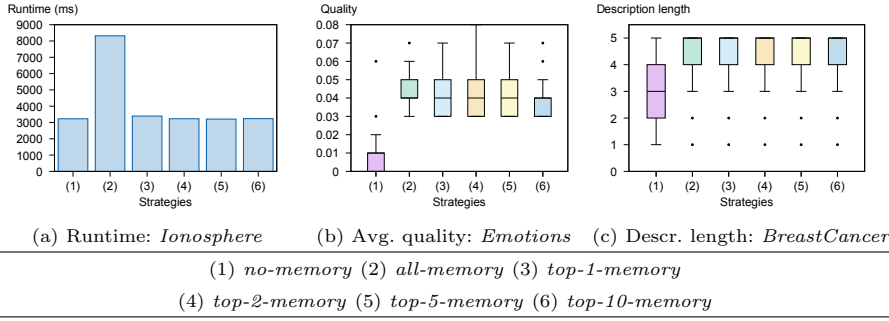 Runtime (ms)
9000
8000
7000
6000
5000
4000
3000
2000
1000
0
(1) (2) (3) (4) (5) (6)
Strategies
Quality
0.08
0.07
0.06
0.05
0.04
0.03
0.02
0.01
0
(1) (2) (3) (4) (5) (6)
Strategies
Description length
5
4
3
2
1
0
(1) (2) (3) (4) (5) (6)
Strategies
(a) Runtime: Ionosphere
(b) Avg. quality: Emotions
(c) Descr. length: BreastCancer
(1) no-memory (2) all-memory (3) top-1-memory
(4) top-2-memory (5) top-5-memory (6) top-10-memory